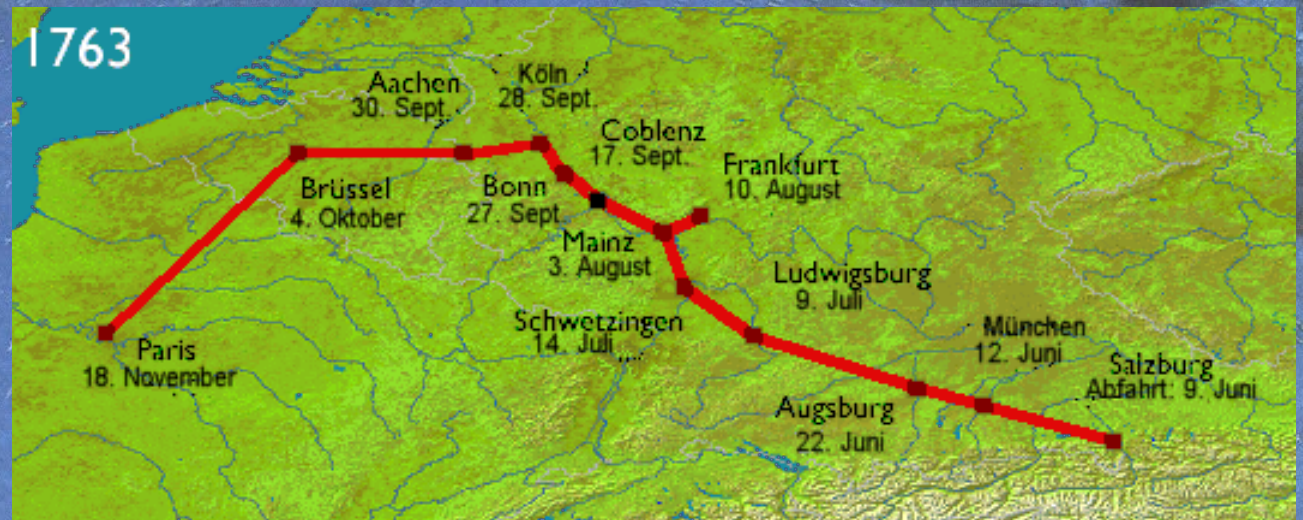 1763
Aachen
30. Sept.
Köln
28. Sept.
Coblenz
17. Sept.
Frankfurt
10. August
Brüssel
4. Oktober
Bonn
27. Sept.
Mainz
3. August
Ludwigsburg
9. Juli
Schwetzingen
14. Juli
München
12. Juni
Salzburg
Abfahrt: 9. Juni
Paris
18. November
Augsburg
22. Juni